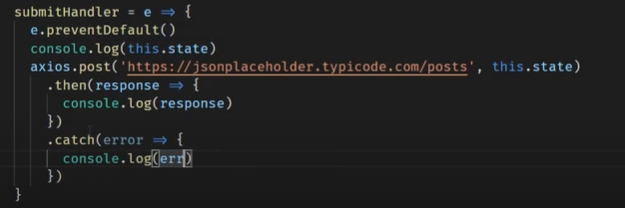 submitHandler = e => {
e.preventDefault()
console.log(this.state)
axios.post('https://jsonplaceholder.typicode.com/posts', this.state)
.then(response => {
console.log(response)
})
.catch(error => {
console.log(err)
})
}